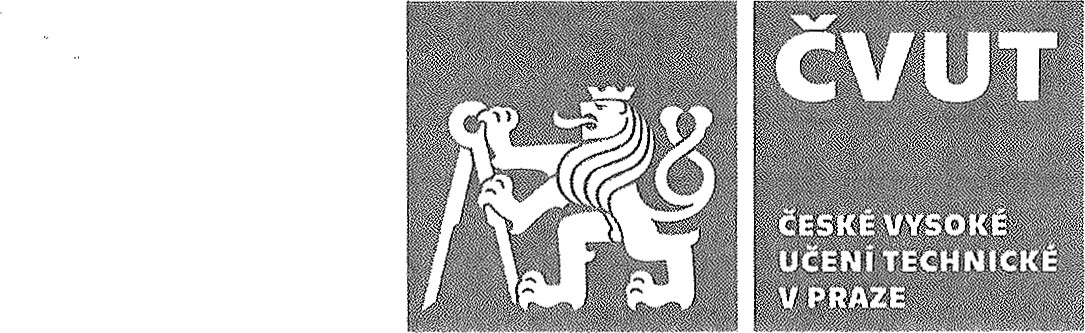 ČVUT
ČESKÉ VYSOKÉ
UČENÍ TECHNICKÉ
V PRAZE